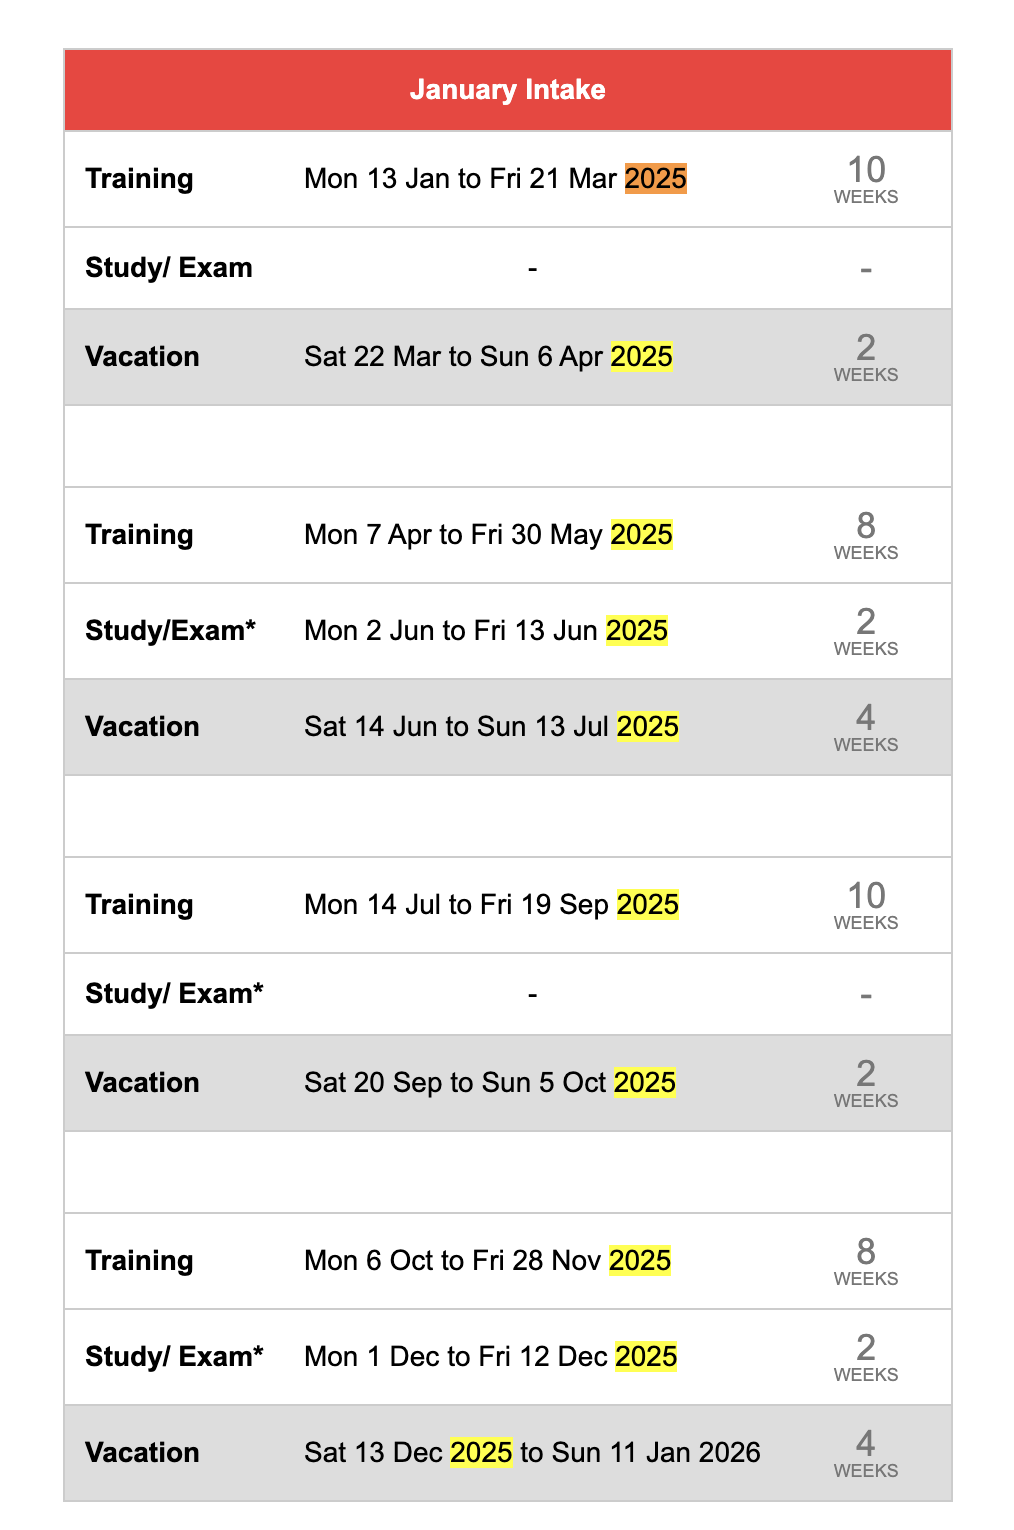 January Intake
Training Mon 13 Jan to Fri 21 Mar 2025 10 WEEKS
Study/ Exam - -
Vacation Sat 22 Mar to Sun 6 Apr 2025 2 WEEKS
Training Mon 7 Apr to Fri 30 May 2025 8 WEEKS
Study/Exam* Mon 2 Jun to Fri 13 Jun 2025 2 WEEKS
Vacation Sat 14 Jun to Sun 13 Jul 2025 4 WEEKS
Training Mon 14 Jul to Fri 19 Sep 2025 10 WEEKS
Study/ Exam* - -
Vacation Sat 20 Sep to Sun 5 Oct 2025 2 WEEKS
Training Mon 6 Oct to Fri 28 Nov 2025 8 WEEKS
Study/ Exam* Mon 1 Dec to Fri 12 Dec 2025 2 WEEKS
Vacation Sat 13 Dec 2025 to Sun 11 Jan 2026 4 WEEKS